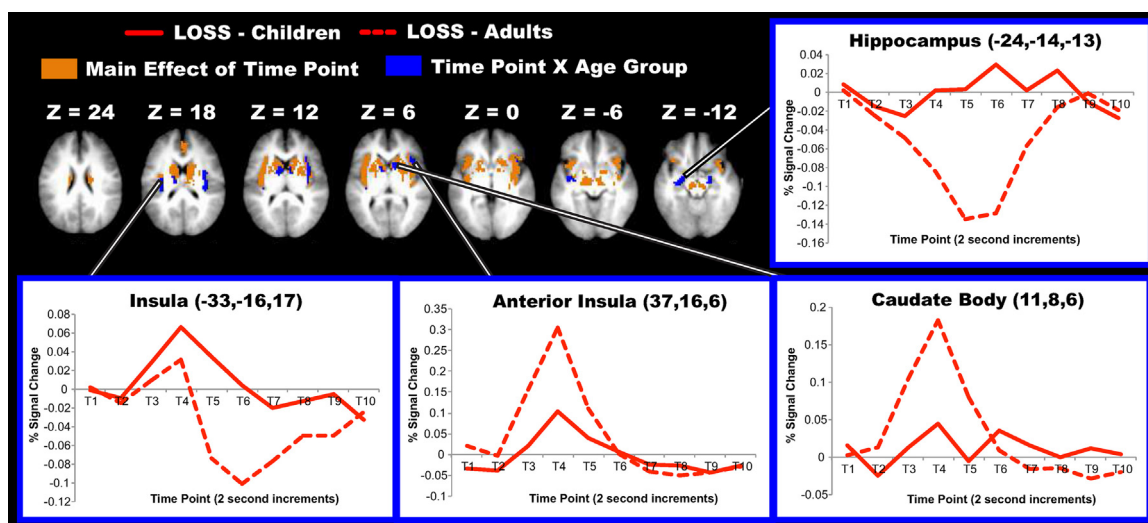 LOSS - Children LOSS - Adults
Main Effect of Time Point Time Point X Age Group
Z = 24 Z = 18 Z = 12 Z = 6 Z = 0 Z = -6 Z = -12
Hippocampus (-24,-14,-13)
% Signal Change
0.04
0.02
0
-0.02
-0.04
-0.06
-0.08
-0.1
-0.12
-0.14
-0.16
T1 T2 T3 T4 T5 T6 T7 T8 T9 T10
Time Point (2 second increments)
Insula (-33,-16,17)
% Signal Change
0.08
0.06
0.04
0.02
0
-0.02
-0.04
-0.06
-0.08
-0.1
-0.12
T1 T2 T3 T4 T5 T6 T7 T8 T9 T10
Time Point (2 second increments)
Anterior Insula (37,16,6)
% Signal Change
0.35
0.3
0.25
0.2
0.15
0.1
0.05
0
-0.05
-0.1
T1 T2 T3 T4 T5 T6 T7 T8 T9 T10
Time Point (2 second increments)
Caudate Body (11,8,6)
% Signal Change
0.2
0.15
0.1
0.05
0
-0.05
T1 T2 T3 T4 T5 T6 T7 T8 T9 T10
Time Point (2 second increments)